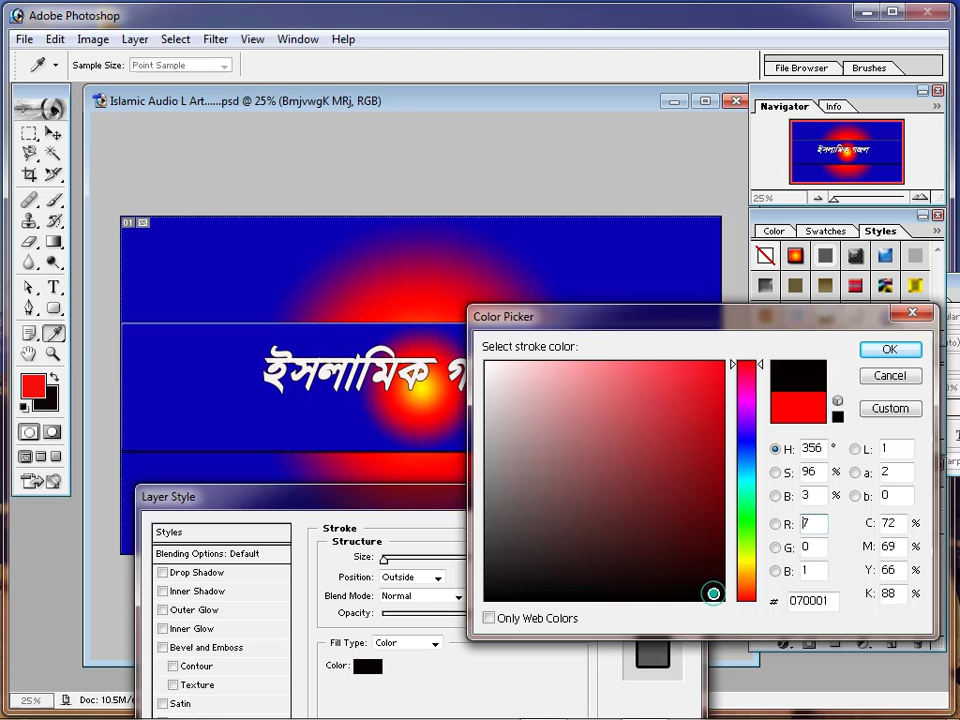 Adobe Photoshop
File Edit Image Layer Select Filter View Window Help
Sample Size: Point Sample
File Browser Brushes
Islamic Audio L Art......psd @ 25% (BmjvwgK MRj, RGB)
Navigator Info
ইসলামিক গজল
25%
Color Swatches Styles
01
ইসলামিক গ
Color Picker
Select stroke color:
OK
Cancel
Custom
H: 356 ° L: 1
S: 96 % a: 2
B: 3 % b: 0
R: 7 C: 72 %
G: 0 M: 69 %
B: 1 Y: 66 %
# 070001 K: 88 %
Only Web Colors
Layer Style
Styles
Blending Options: Default
Drop Shadow
Inner Shadow
Outer Glow
Inner Glow
Bevel and Emboss
Contour
Texture
Satin
Stroke
Structure
Size:
Position: Outside
Blend Mode: Normal
Opacity:
Fill Type: Color
Color:
25% Doc: 10.5M/